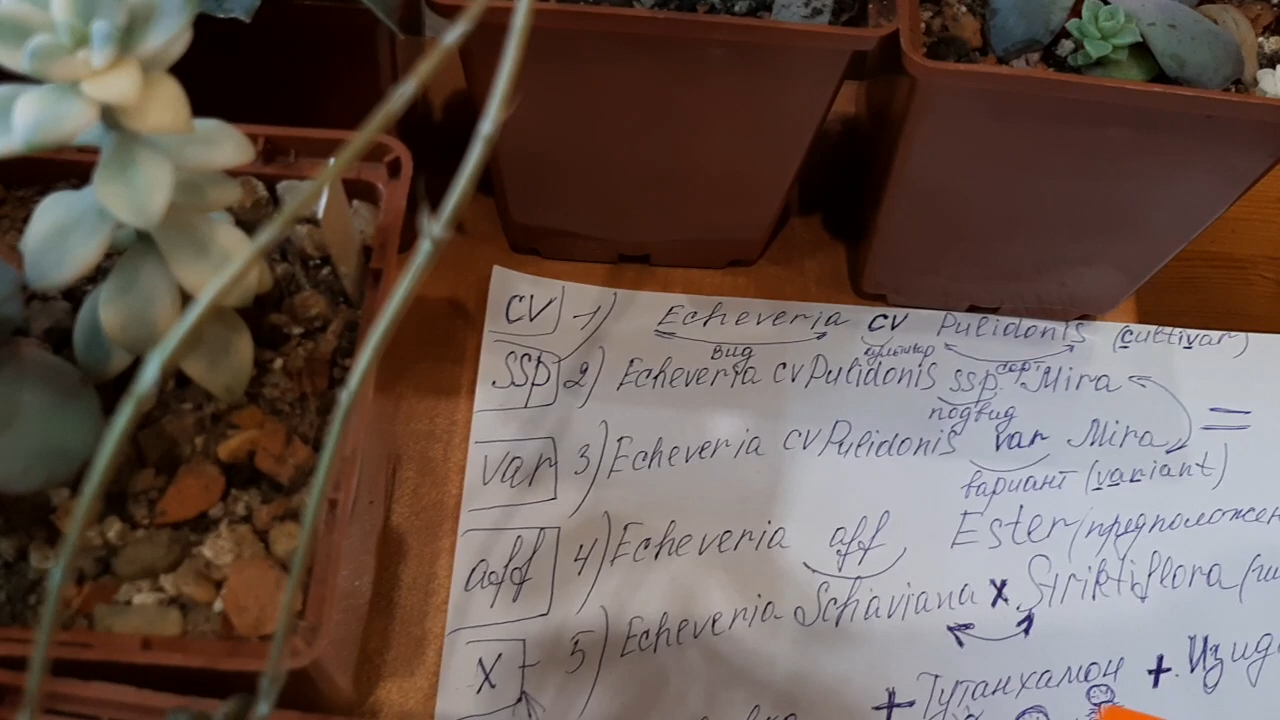 CV 1) Echeveria cv Pulidonis (cultivar)
вид культивар сорт
ssp 2) Echeveria cv Pulidonis ssp. Mira
подвид
var 3) Echeveria cv Pulidonis var Mira =
вариант (variant)
aff 4) Echeveria aff Ester (предположен
X 5) Echeveria Schaviana x Striktiflora
+ Тутанхамон + Изид